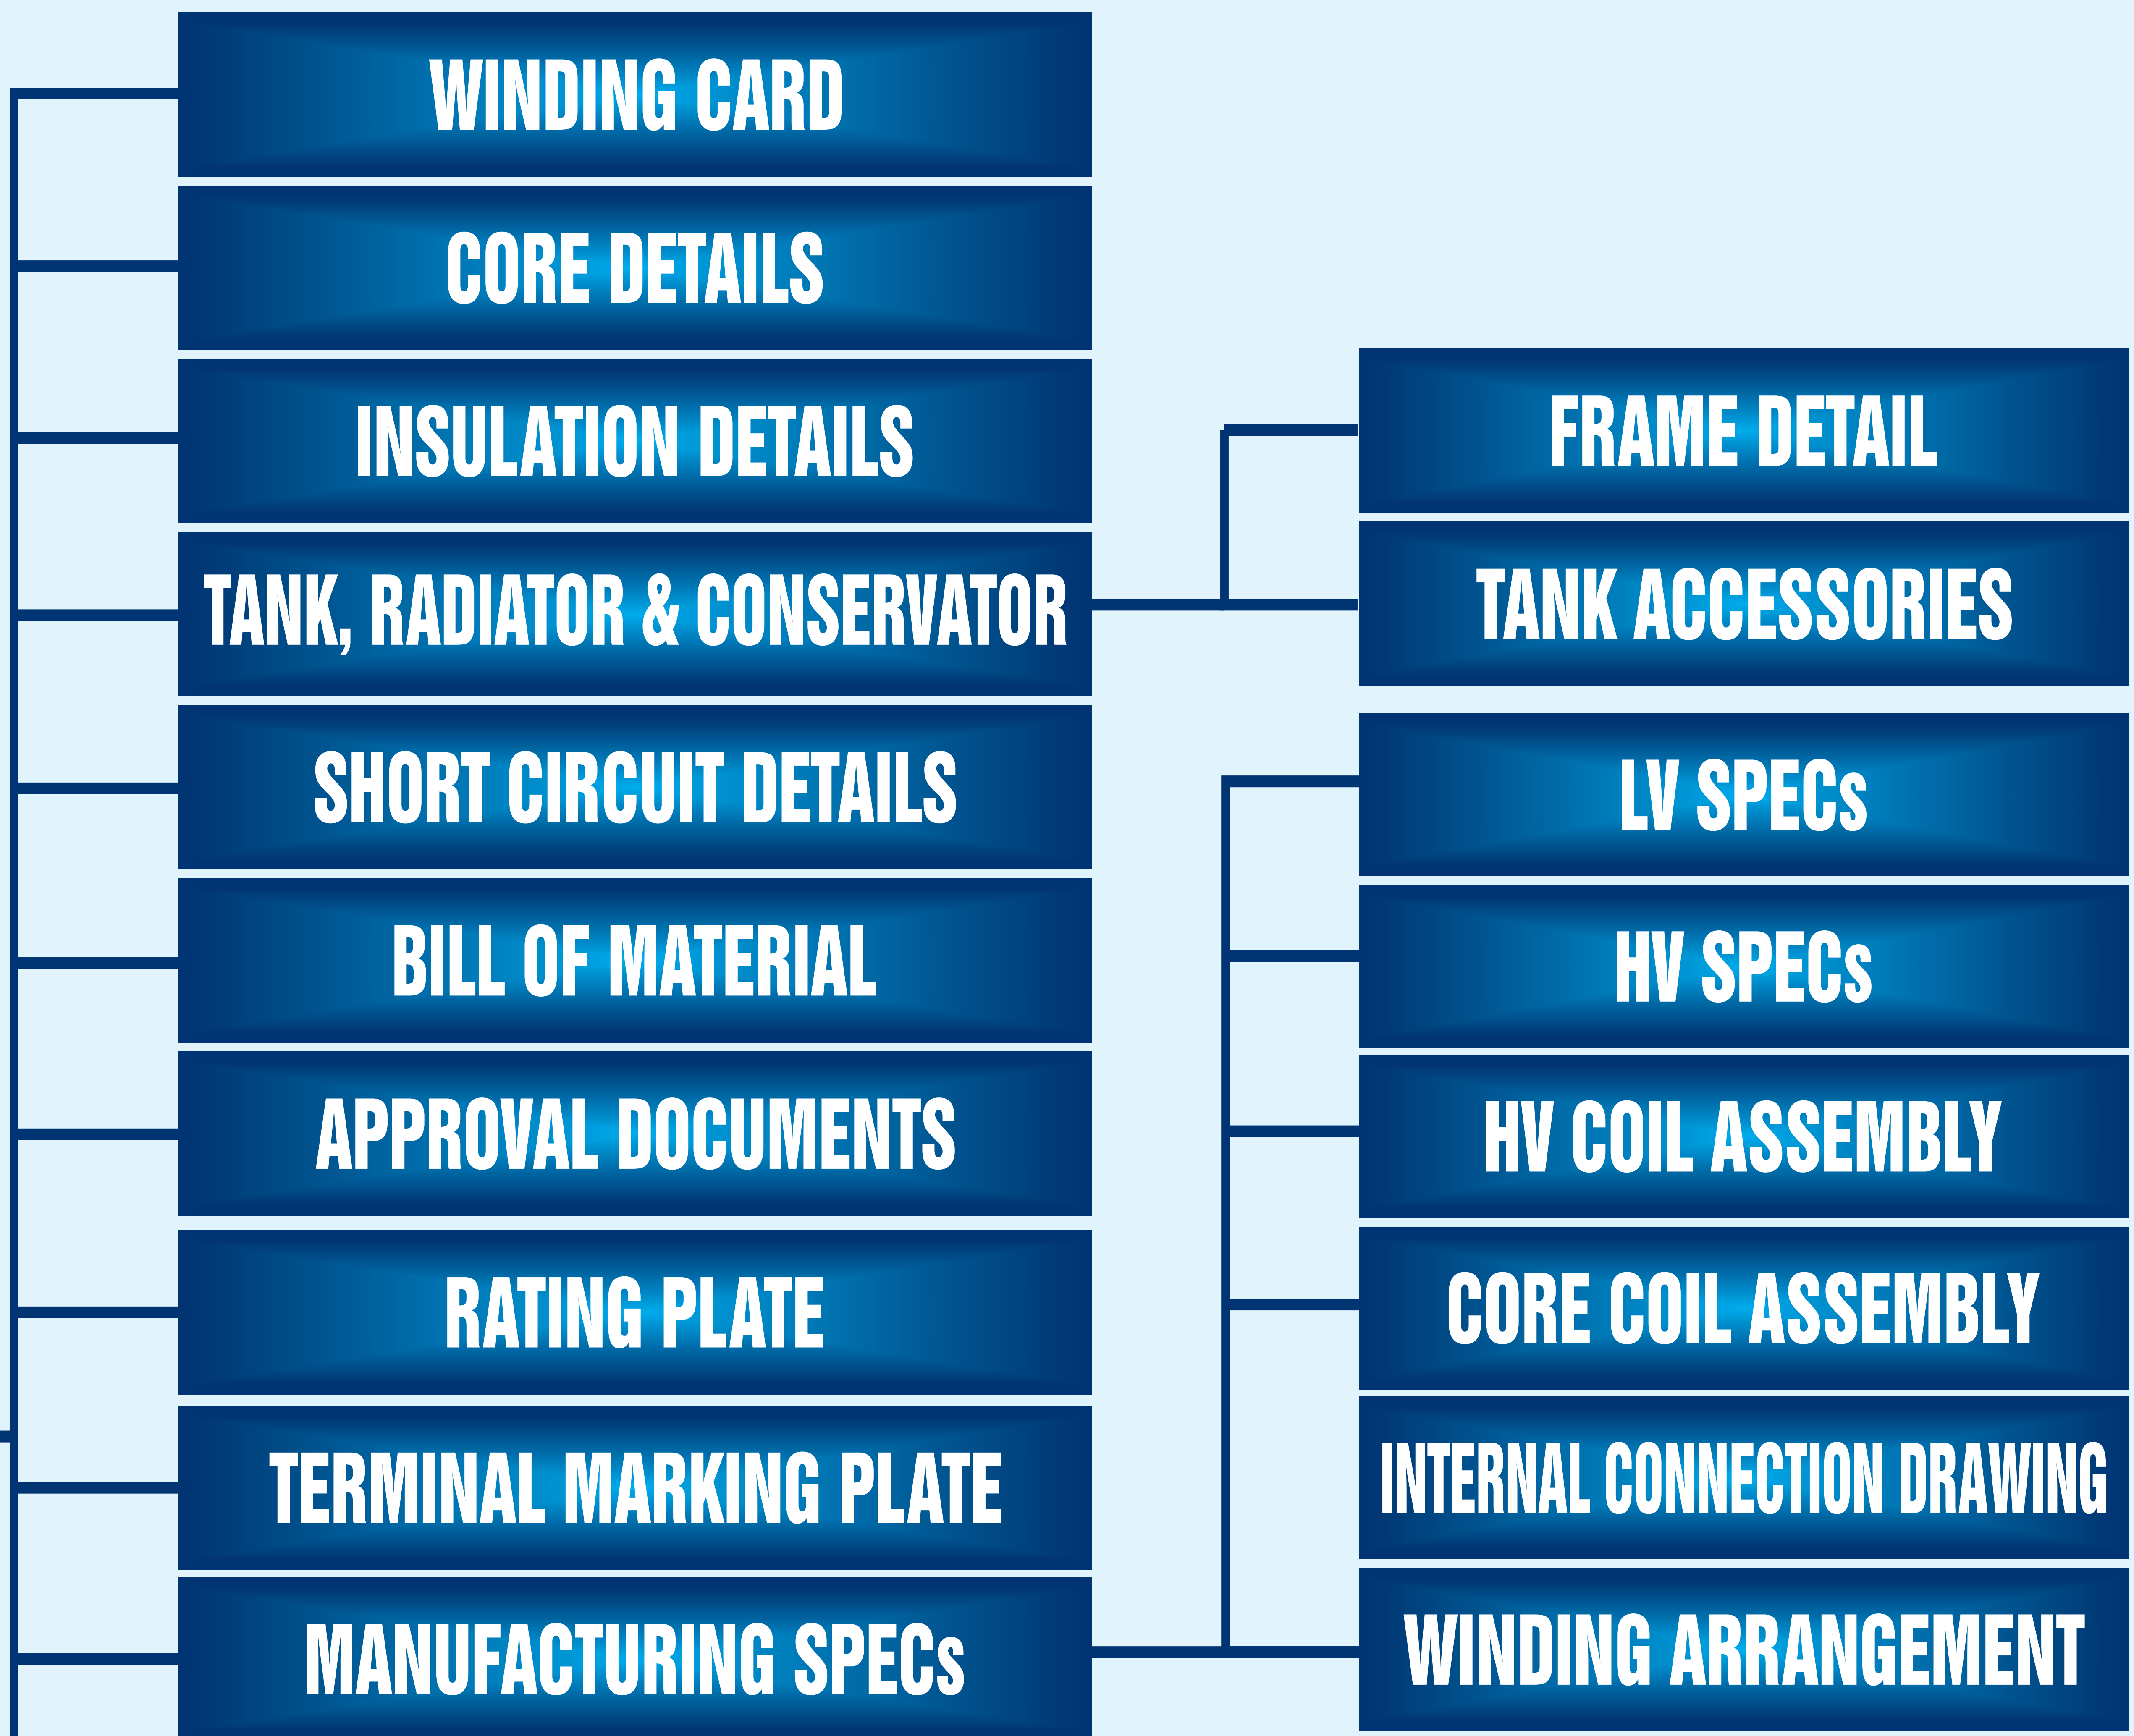 WINDING CARD
CORE DETAILS
INSULATION DETAILS
TANK, RADIATOR & CONSERVATOR
SHORT CIRCUIT DETAILS
BILL OF MATERIAL
APPROVAL DOCUMENTS
RATING PLATE
TERMINAL MARKING PLATE
MANUFACTURING SPECs
FRAME DETAIL
TANK ACCESSORIES
LV SPECs
HV SPECs
HV COIL ASSEMBLY
CORE COIL ASSEMBLY
INTERNAL CONNECTION DRAWING
WINDING ARRANGEMENT